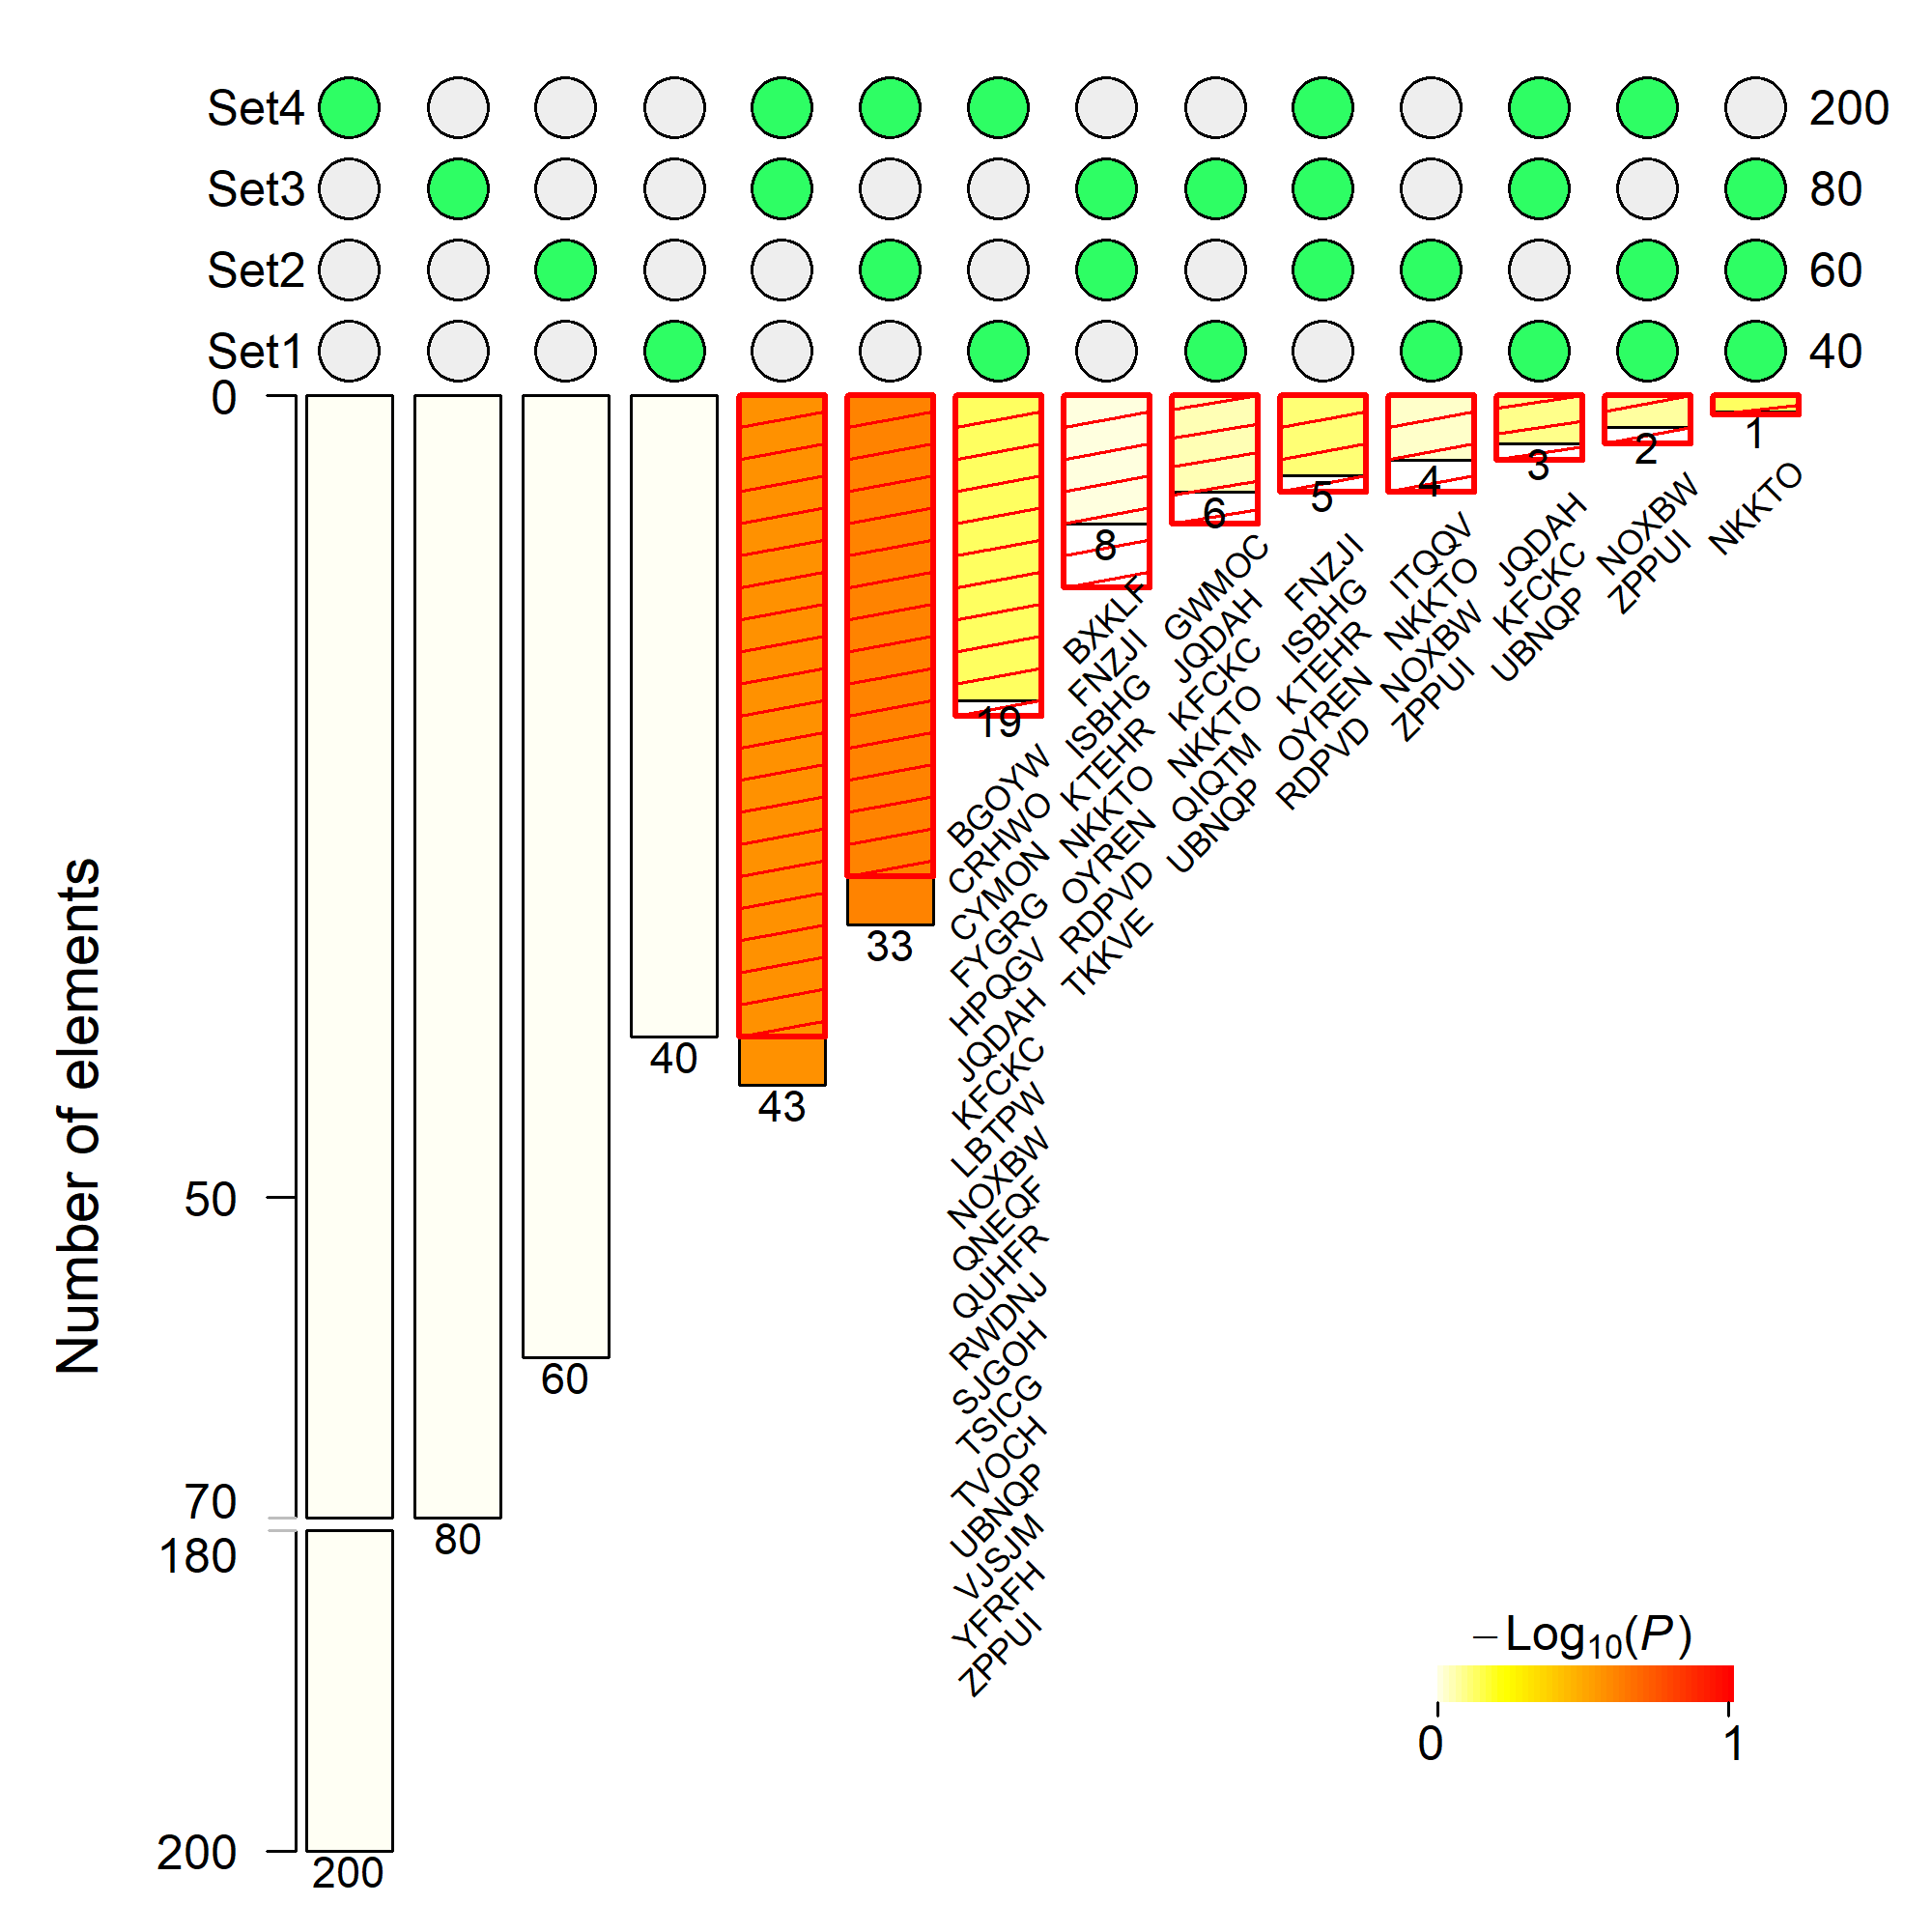 Set4 200
Set3 80
Set2 60
Set1 40
Number of elements
0
50
70
180
200
200
80
60
40
43
33
19
BGOYW
CRHWO
CYMON
FYGRG
HPQGV
JQDAH
KFCKC
LBTPW
NOXBW
QNEQF
QUHFR
RWDNJ
SJGOH
TSICG
TVOCH
UBNQP
VJSJM
YFRFH
ZPPUI
8
BXKLF
FNZJI
ISBHG
KTEHR
NKKTO
OYREN
RDPVD
TKKVE
6
GWMOC
JQDAH
KFCKC
NKKTO
QIQTM
UBNQP
5
FNZJI
ISBHG
KTEHR
OYREN
RDPVD
4
ITQQV
NKKTO
NOXBW
ZPPUI
3
JQDAH
KFCKC
UBNQP
2
NOXBW
ZPPUI
1
NKKTO
−Log10(P)
0 1